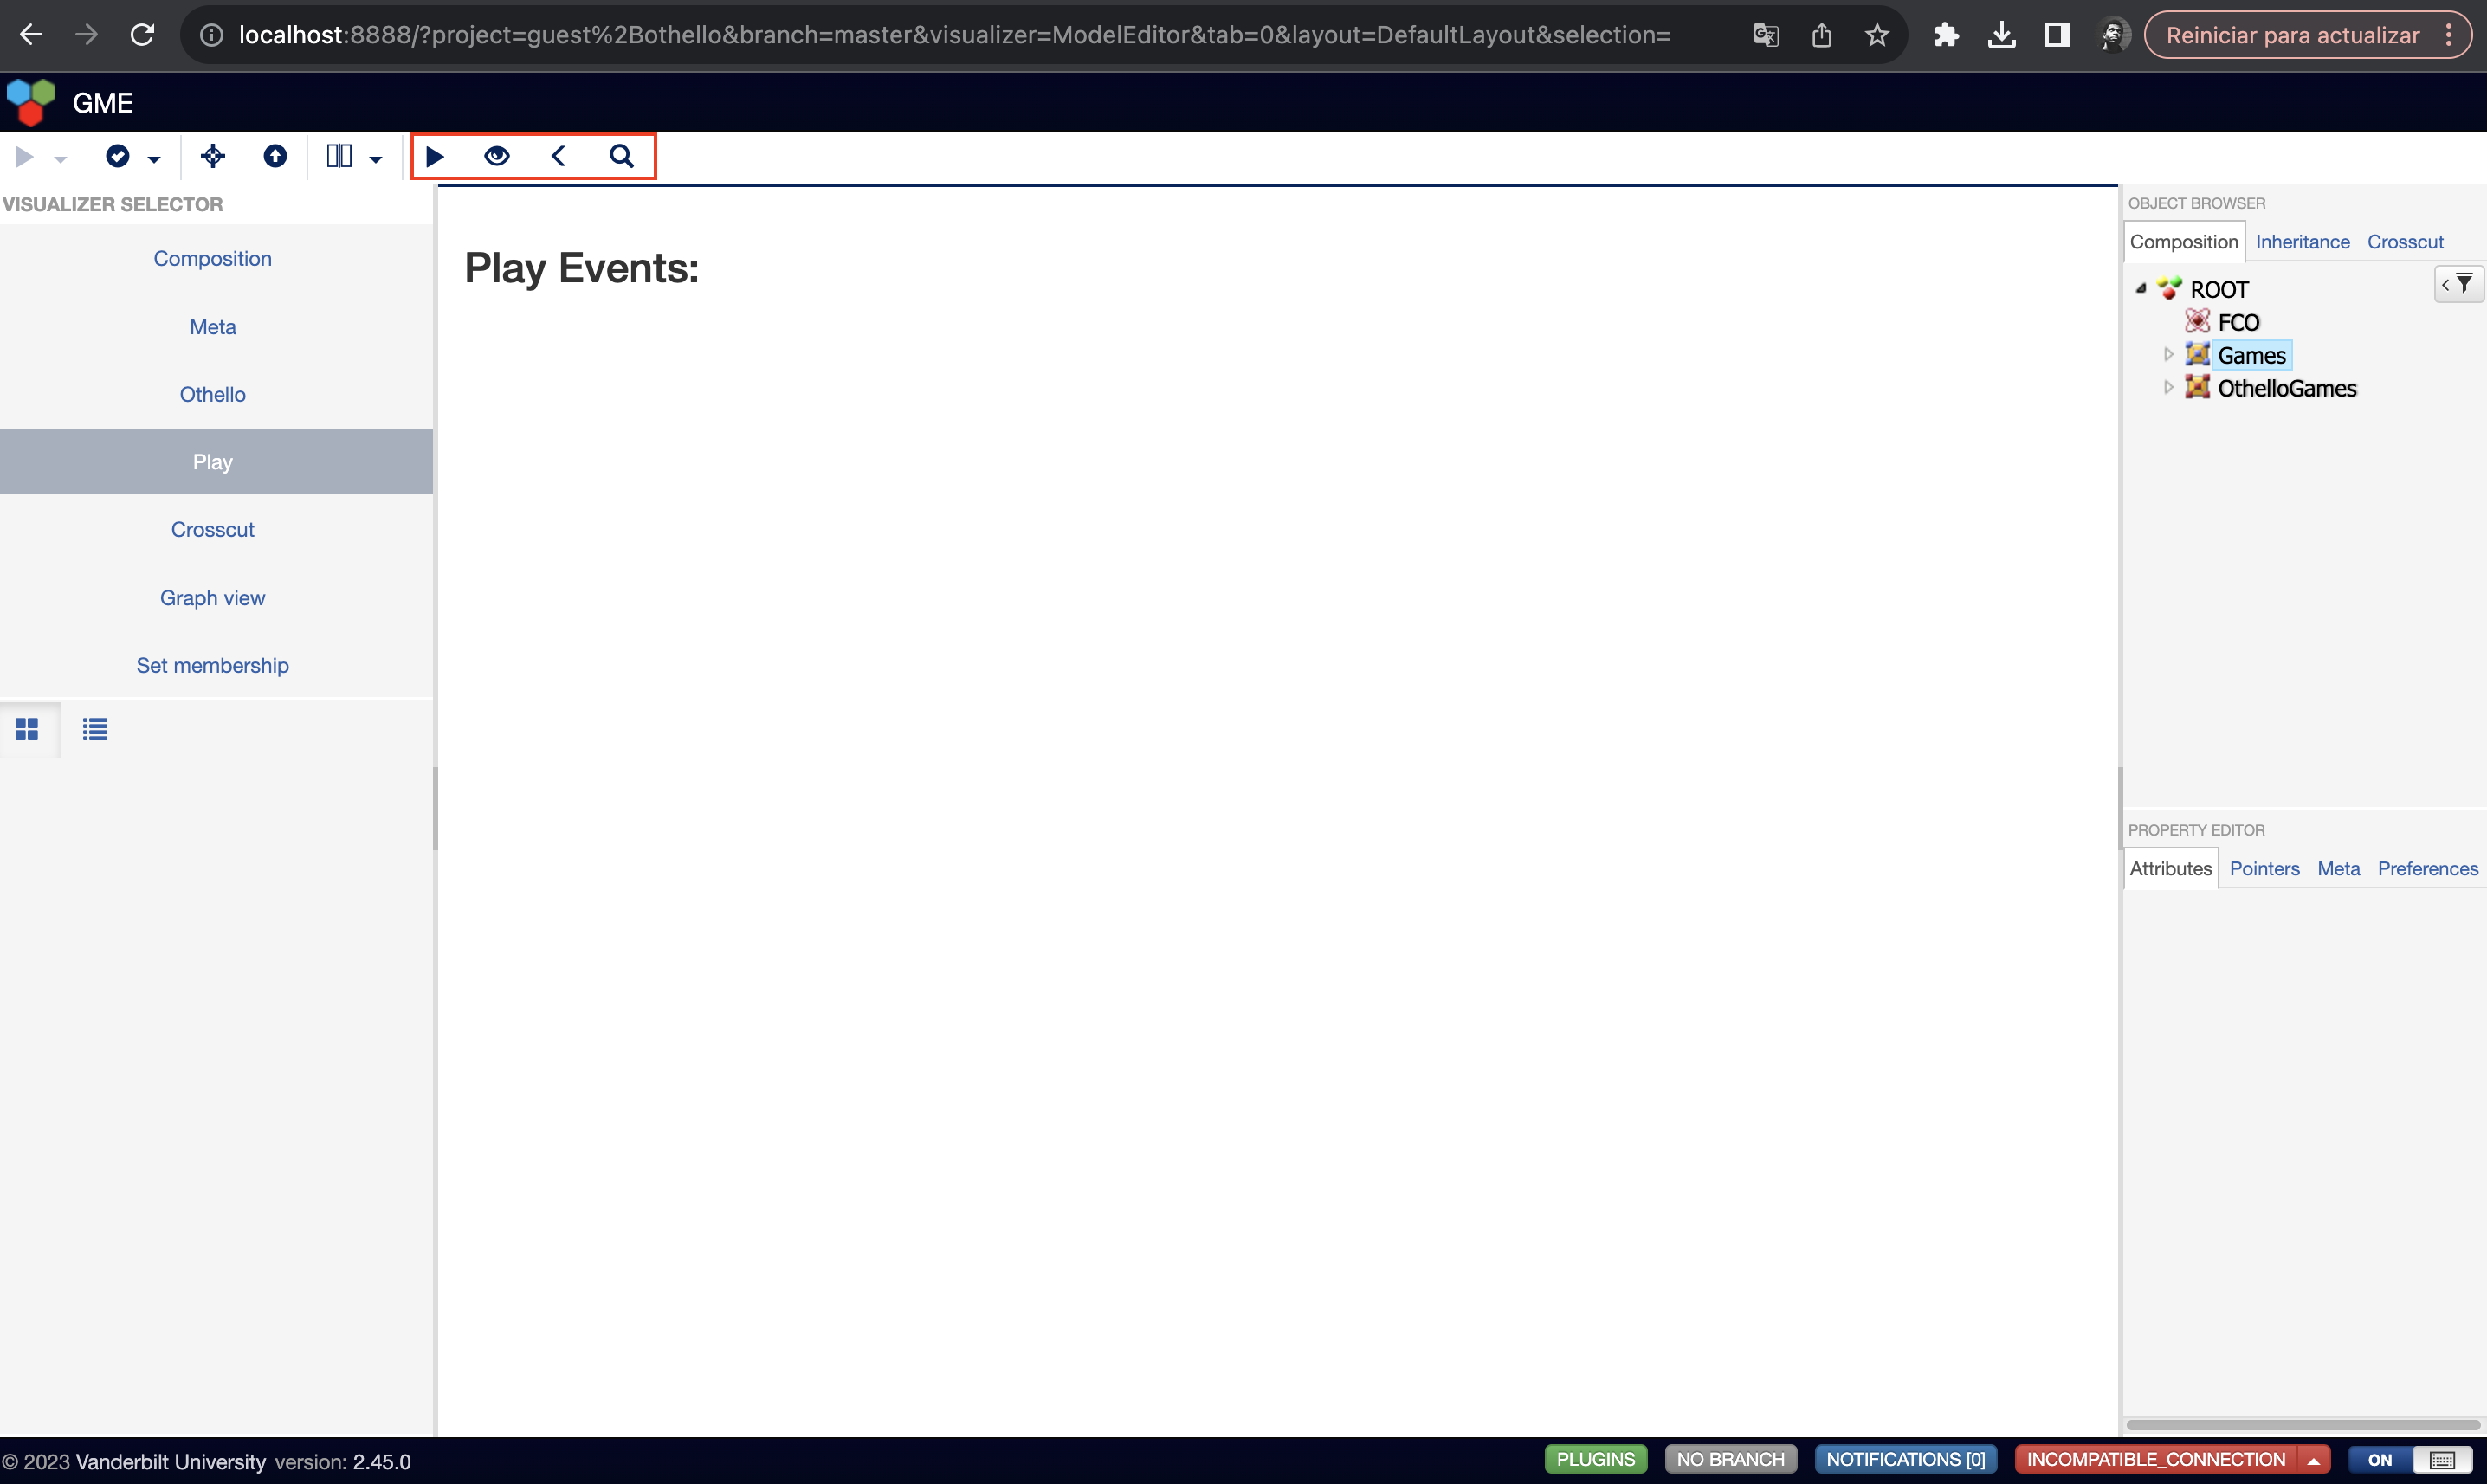 localhost:8888/?project=guest%2Bothello&branch=master&visualizer=ModelEditor&tab=0&layout=DefaultLayout&selection=
Reiniciar para actualizar
GME
VISUALIZER SELECTOR
Composition
Meta
Othello
Play
Crosscut
Graph view
Set membership
Play Events:
OBJECT BROWSER
Composition Inheritance Crosscut
ROOT
FCO
Games
OthelloGames
PROPERTY EDITOR
Attributes Pointers Meta Preferences
© 2023 Vanderbilt University version: 2.45.0
PLUGINS NO BRANCH NOTIFICATIONS [0] INCOMPATIBLE_CONNECTION ON